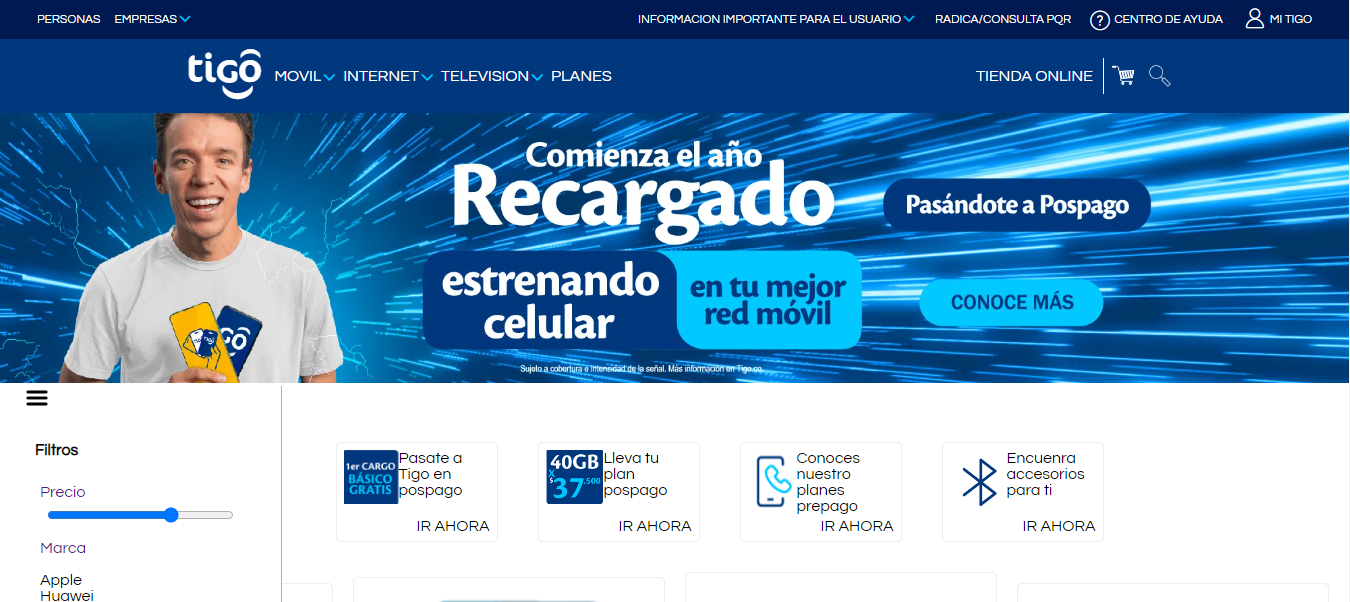 PERSONAS EMPRESAS INFORMACION IMPORTANTE PARA EL USUARIO RADICA/CONSULTA PQR CENTRO DE AYUDA MI TIGO
tigo MOVIL INTERNET TELEVISION PLANES TIENDA ONLINE
Comienza el año
Recargado
Pasándote a Pospago
estrenando
celular
en tu mejor
red móvil
CONOCE MÁS
Sujeto a cobertura e intensidad de la señal. Más información en Tigo.co
Filtros
Precio
Marca
Apple
Huawei
1er CARGO
BÁSICO
GRATIS
Pasate a
Tigo en
pospago
IR AHORA
40GB
X
$37.500
Lleva tu
plan
pospago
IR AHORA
Conoces
nuestro
planes
prepago
IR AHORA
Encuenra
accesorios
para ti
IR AHORA